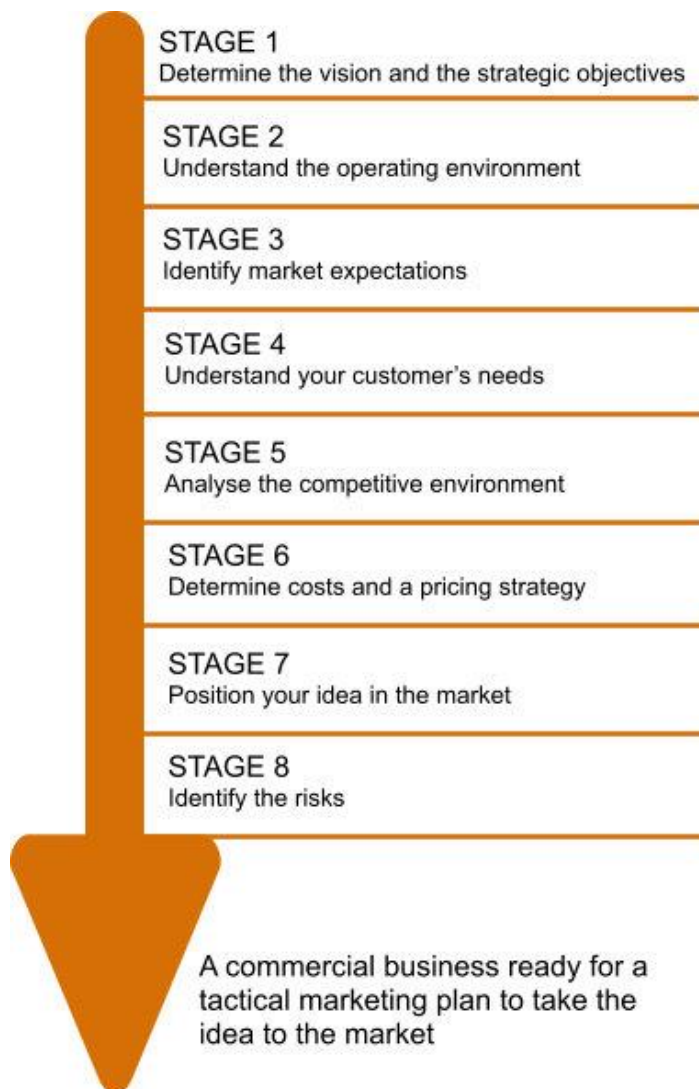 STAGE 1
Determine the vision and the strategic objectives
STAGE 2
Understand the operating environment
STAGE 3
Identify market expectations
STAGE 4
Understand your customer’s needs
STAGE 5
Analyse the competitive environment
STAGE 6
Determine costs and a pricing strategy
STAGE 7
Position your idea in the market
STAGE 8
Identify the risks
A commercial business ready for a
tactical marketing plan to take the
idea to the market